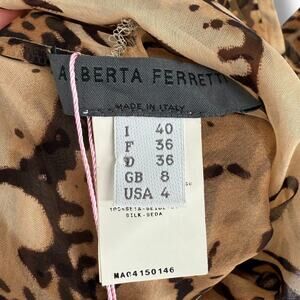 ALBERTA FERRETTI
MADE IN ITALY
I 40
F 36
D 36
GB 8
USA 4
SILK-SEDA
MA04150146